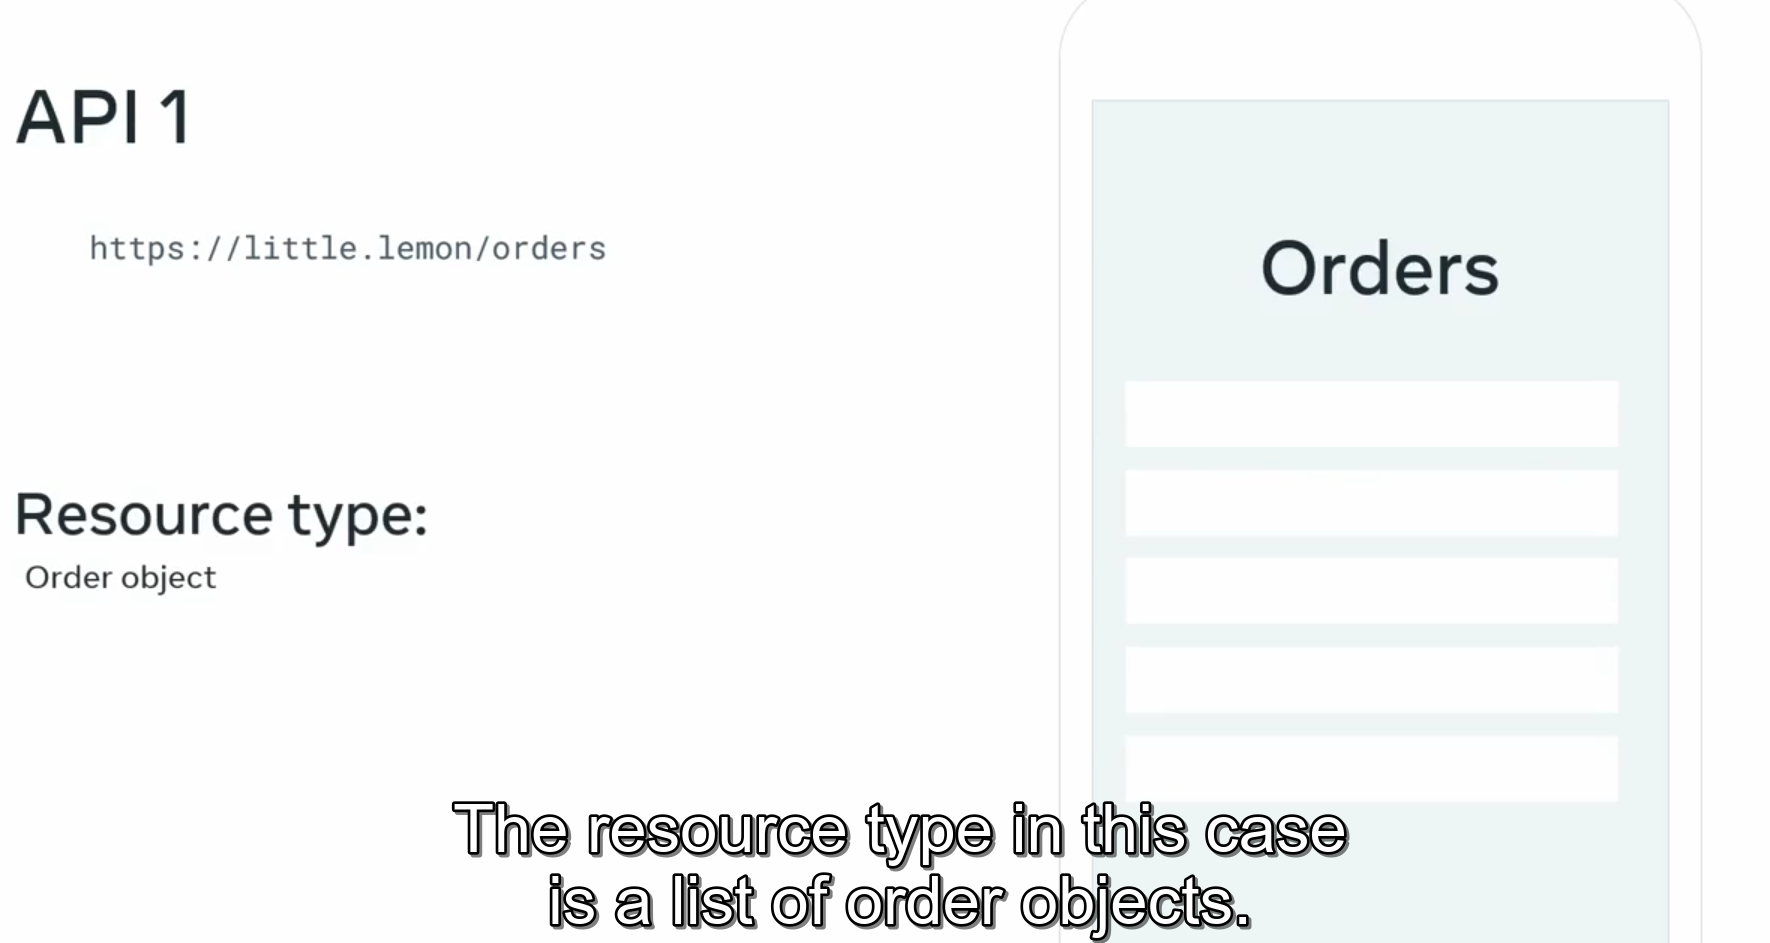 API 1
https://little.lemon/orders
Resource type:
Order object
Orders
The resource type in this case
is a list of order objects.